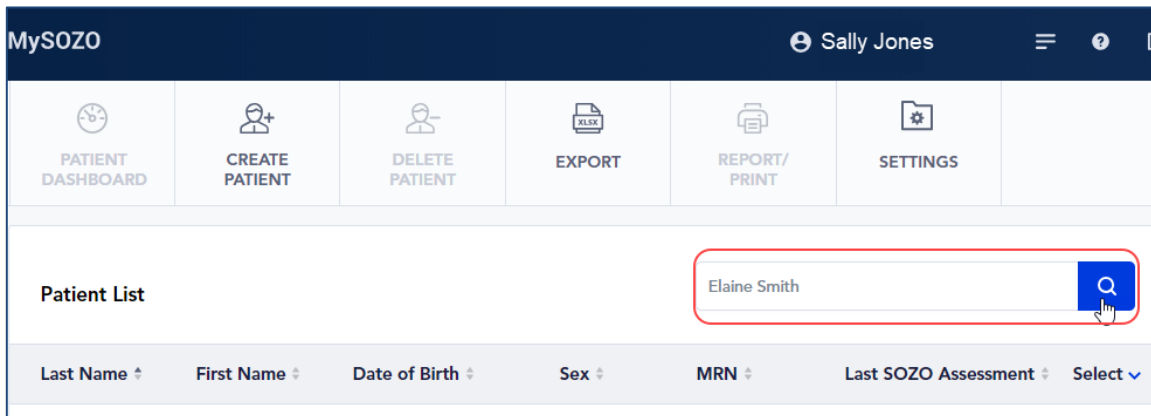 MySOZO
Sally Jones
?
PATIENT
DASHBOARD
CREATE
PATIENT
DELETE
PATIENT
XLSX
EXPORT
REPORT/
PRINT
SETTINGS
Patient List
Elaine Smith
Last Name First Name Date of Birth Sex MRN Last SOZO Assessment Select